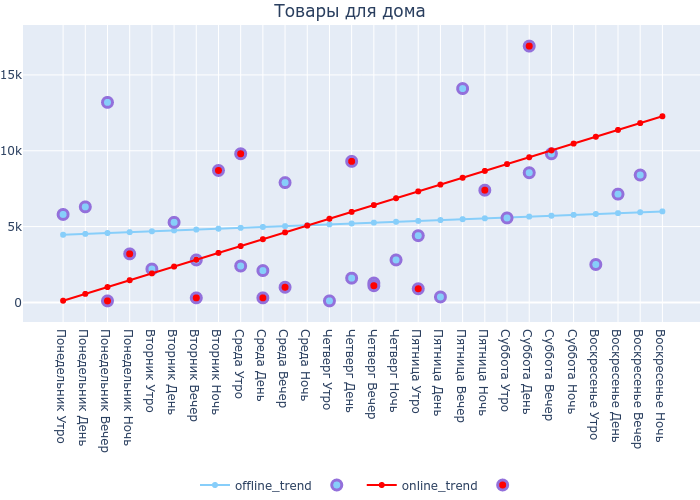 Товары для дома
15k
10k
5k
0
Понедельник Утро
Понедельник День
Понедельник Вечер
Понедельник Ночь
Вторник Утро
Вторник День
Вторник Вечер
Вторник Ночь
Среда Утро
Среда День
Среда Вечер
Среда Ночь
Четверг Утро
Четверг День
Четверг Вечер
Четверг Ночь
Пятница Утро
Пятница День
Пятница Вечер
Пятница Ночь
Суббота Утро
Суббота День
Суббота Вечер
Суббота Ночь
Воскресенье Утро
Воскресенье День
Воскресенье Вечер
Воскресенье Ночь
offline_trend online_trend